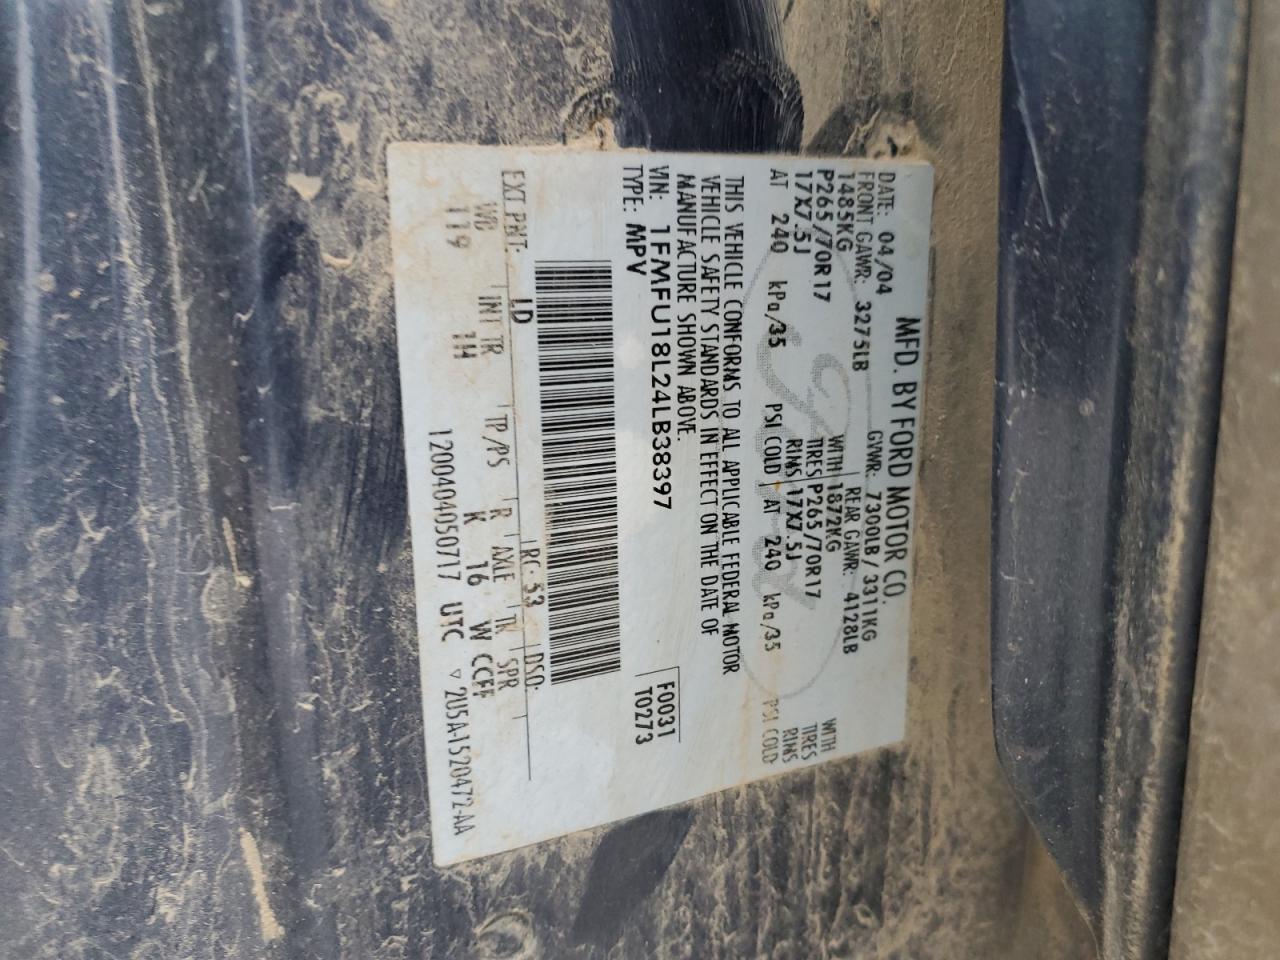 MFD. BY FORD MOTOR CO.
DATE: 04/04 GVWR: 7300LB / 3311KG
FRONT GAWR: 3275LB REAR GAWR: 4128LB
1485KG WITH 1872KG WITH
P265/70R17 TIRES P265/70R17 TIRES
17X7.5J RIMS 17X7.5J RIMS
AT 240 kPa/35 PSI COLD AT 240 kPa/35 PSI COLD
THIS VEHICLE CONFORMS TO ALL APPLICABLE FEDERAL MOTOR
VEHICLE SAFETY STANDARDS IN EFFECT ON THE DATE OF
MANUFACTURE SHOWN ABOVE.
VIN: 1FMFU18L24LB38397 F0031
TYPE: MPV T0273
EXT PNT: LD RC: 53 DSO:
WB INT TR TP/PS R AXLE TR SPR
119 1H K 16 W CCFF
1200404050717 UTC ▽ 2U5A-1520472-AA